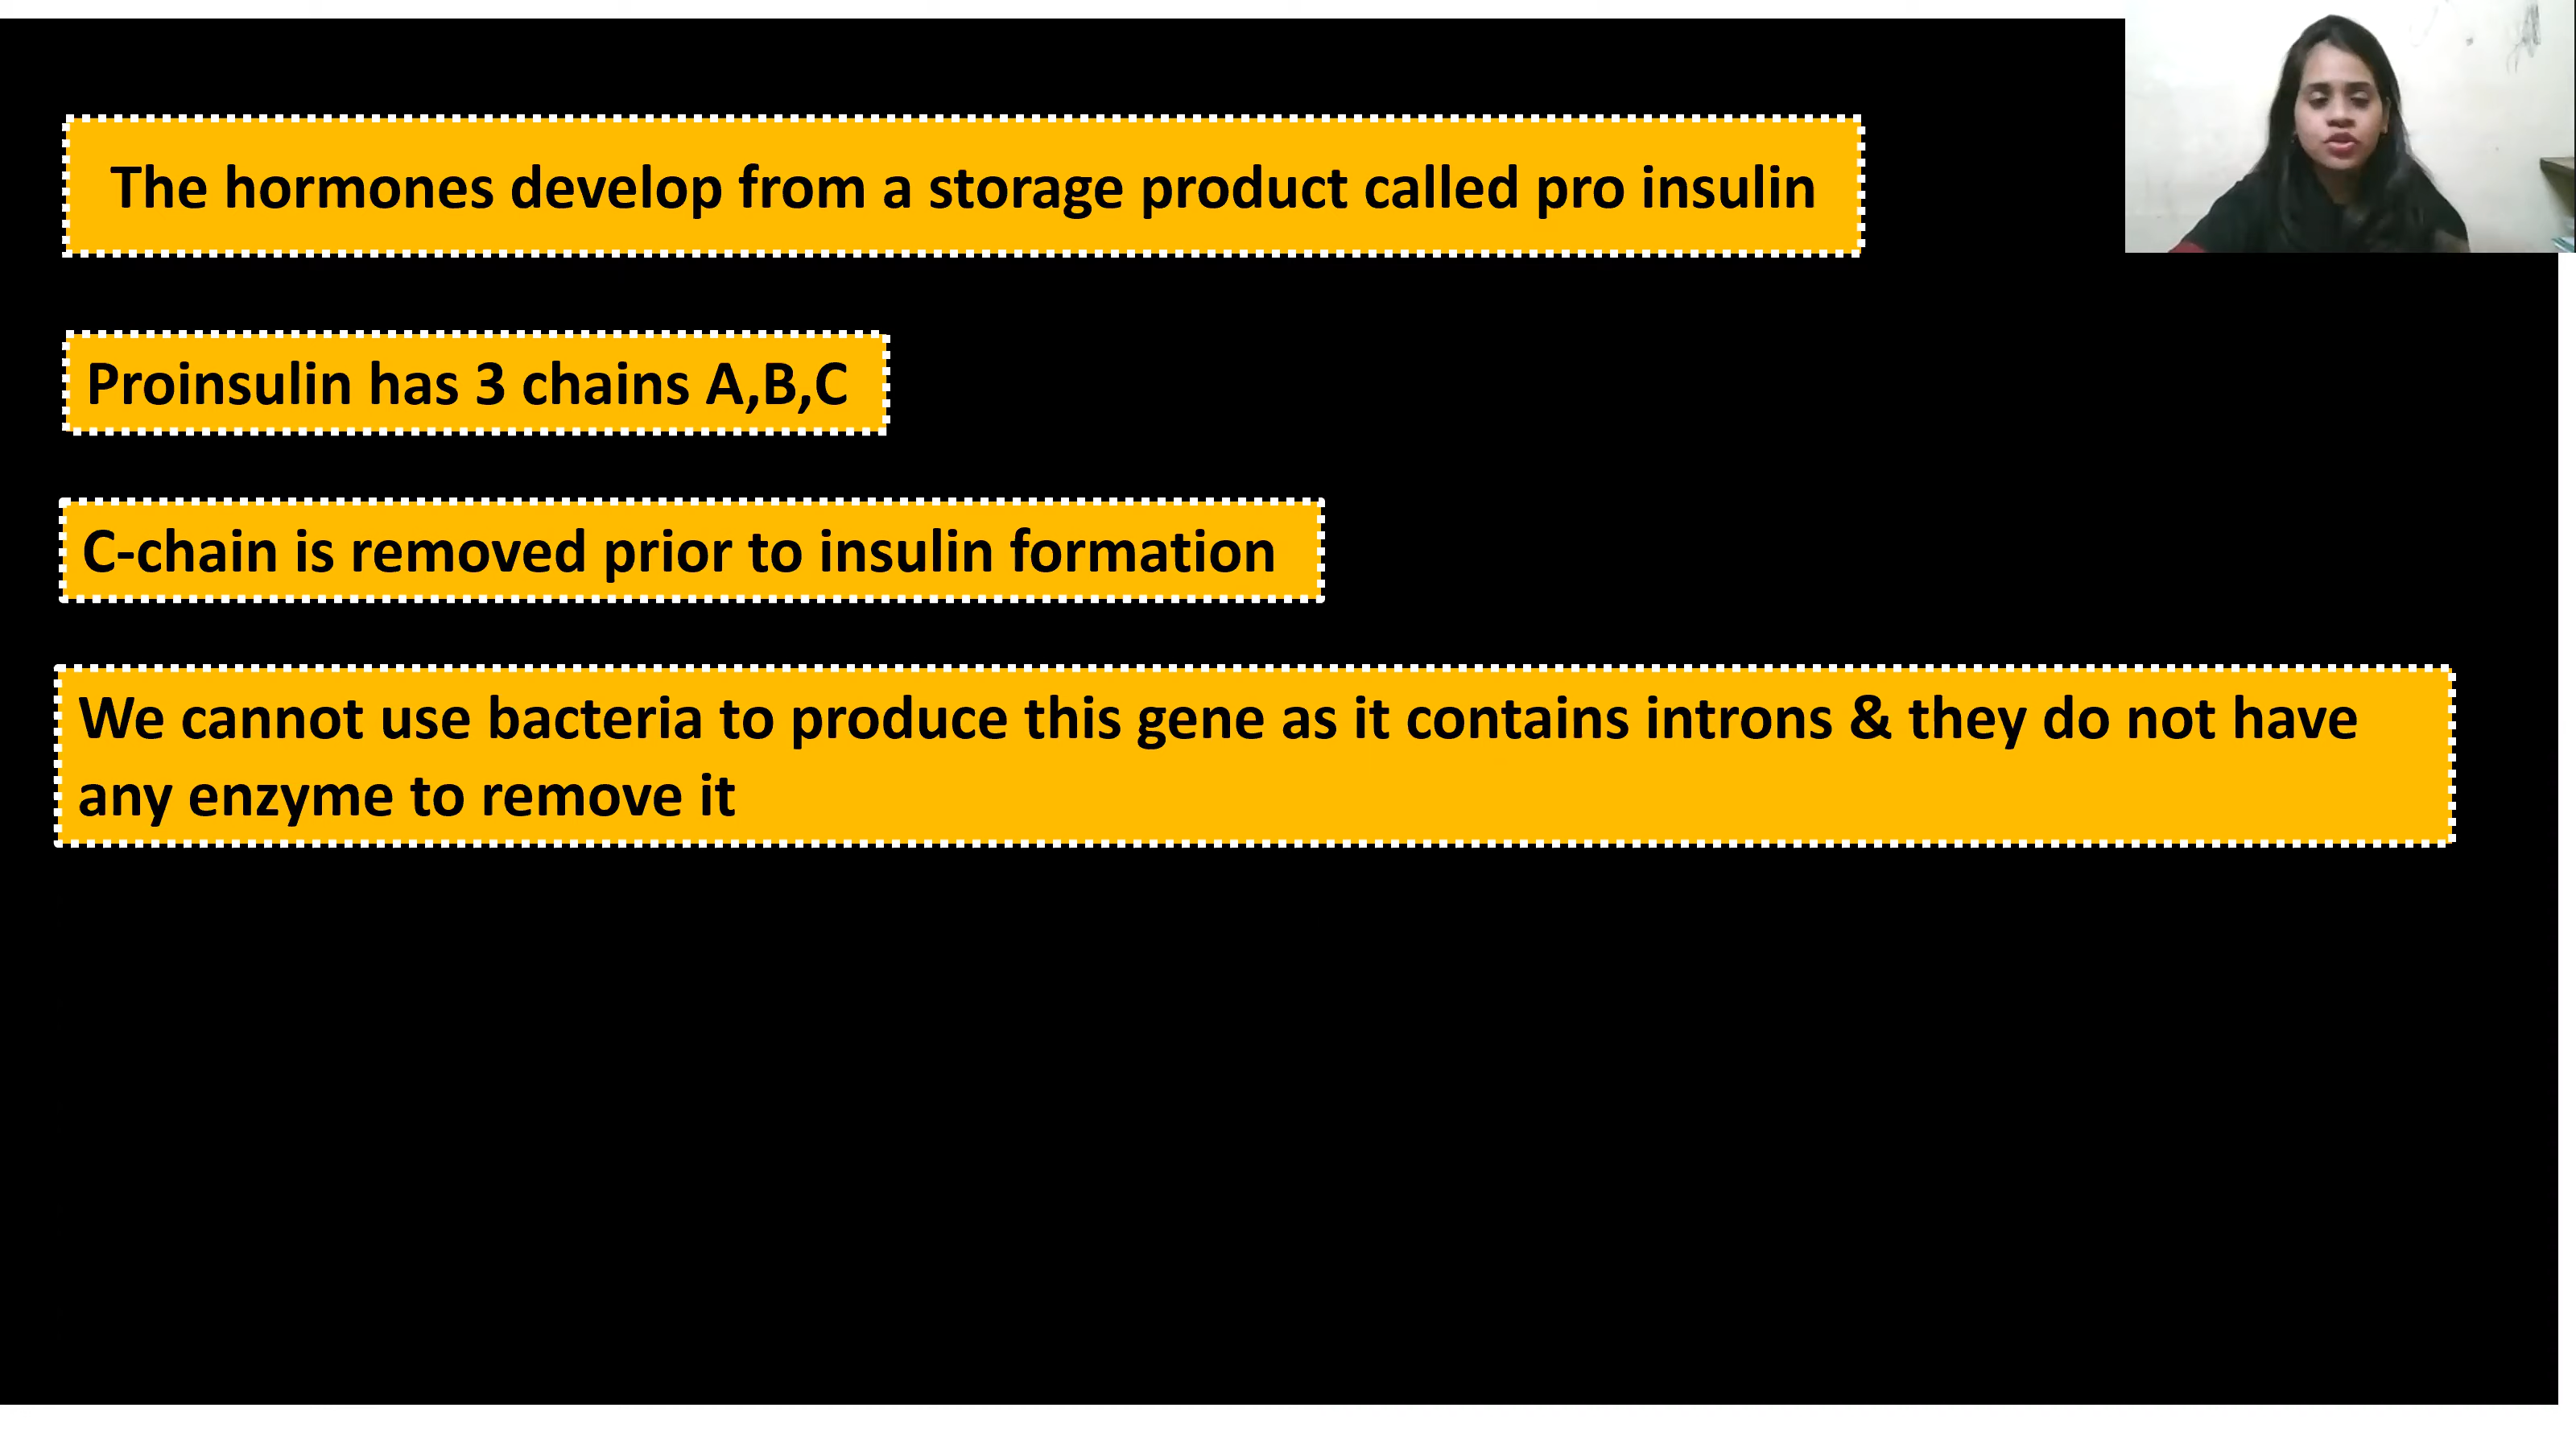 The hormones develop from a storage product called pro insulin
Proinsulin has 3 chains A,B,C
C-chain is removed prior to insulin formation
We cannot use bacteria to produce this gene as it contains introns & they do not have
any enzyme to remove it